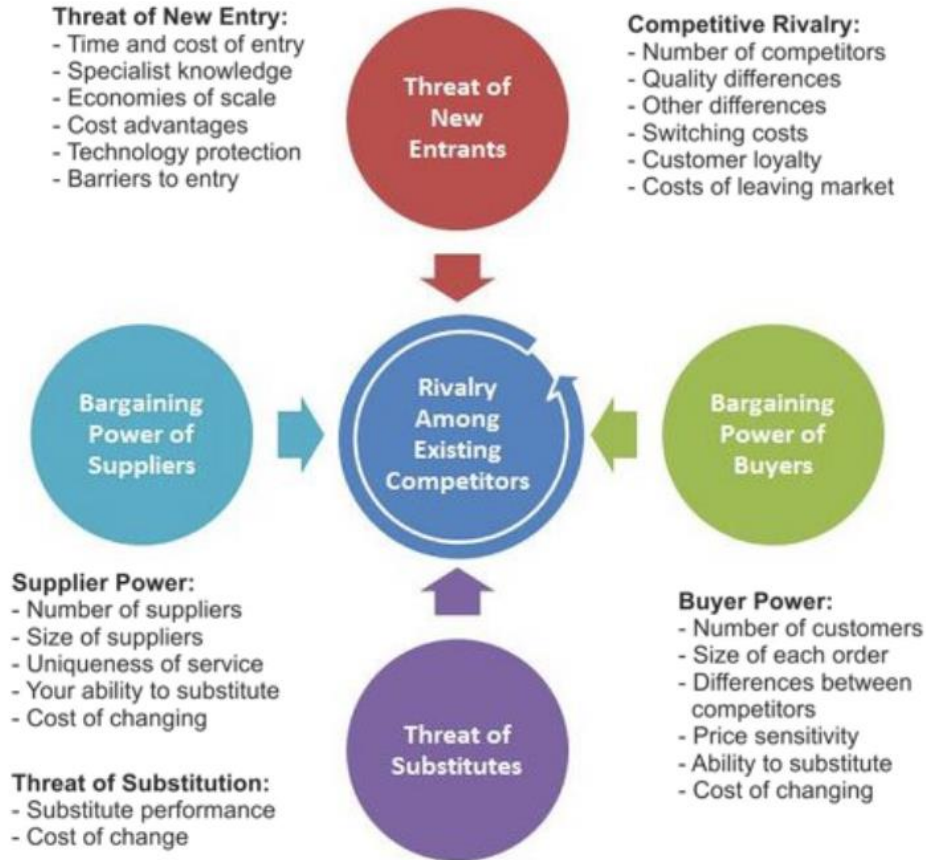 Threat of New Entry:
- Time and cost of entry
- Specialist knowledge
- Economies of scale
- Cost advantages
- Technology protection
- Barriers to entry
Threat of
New
Entrants
Competitive Rivalry:
- Number of competitors
- Quality differences
- Other differences
- Switching costs
- Customer loyalty
- Costs of leaving market
Bargaining
Power of
Suppliers
Rivalry
Among
Existing
Competitors
Bargaining
Power of
Buyers
Supplier Power:
- Number of suppliers
- Size of suppliers
- Uniqueness of service
- Your ability to substitute
- Cost of changing
Threat of Substitution:
- Substitute performance
- Cost of change
Threat of
Substitutes
Buyer Power:
- Number of customers
- Size of each order
- Differences between
competitors
- Price sensitivity
- Ability to substitute
- Cost of changing